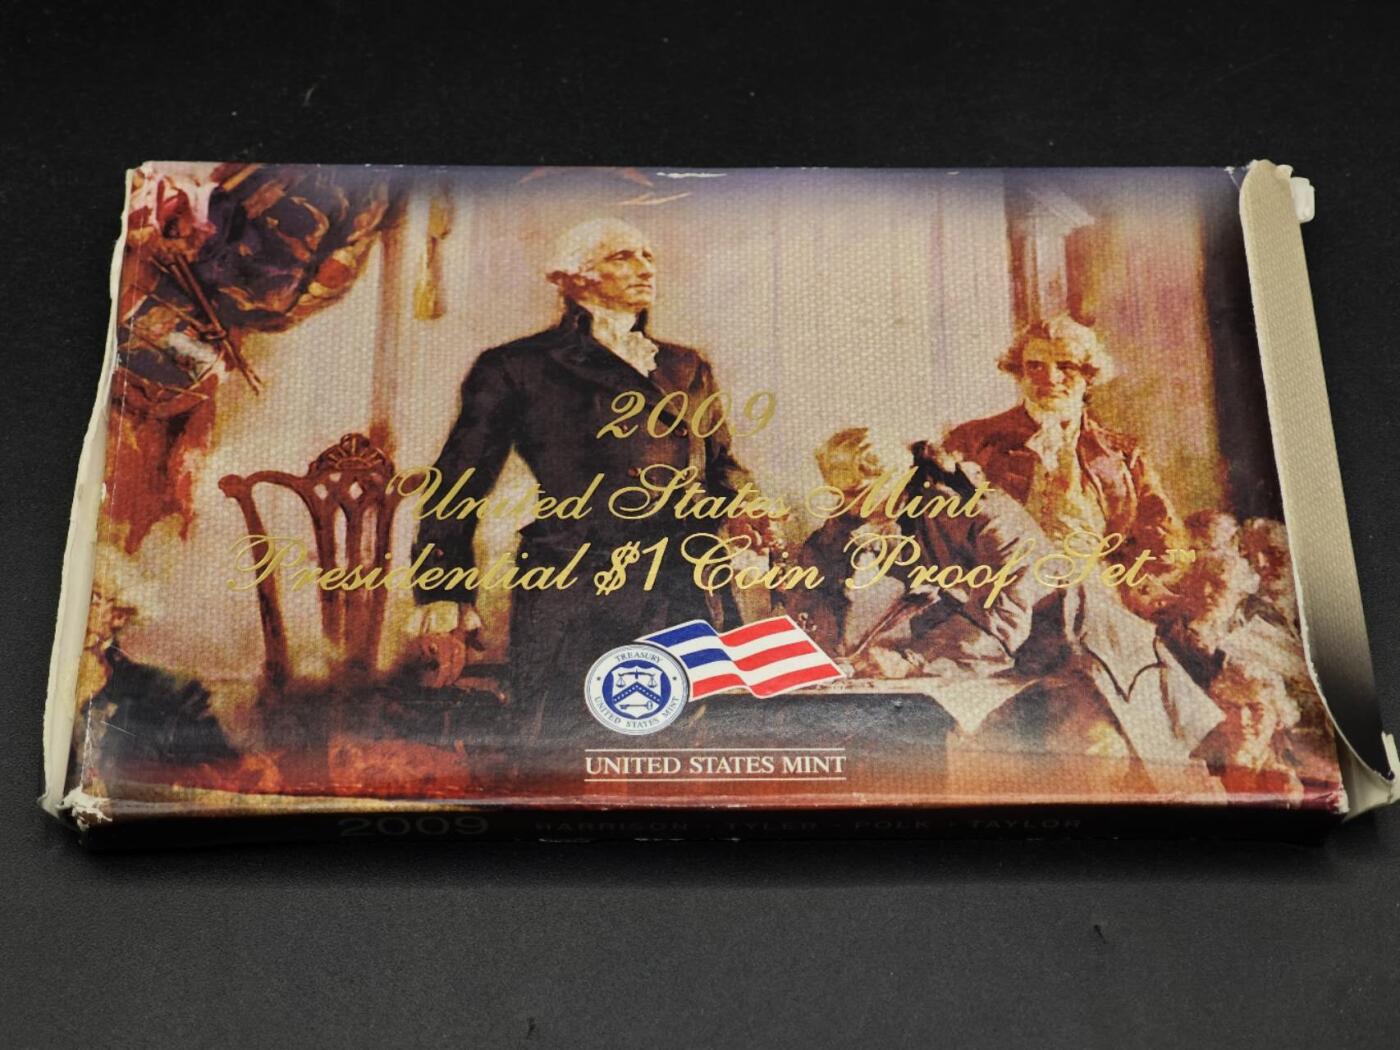 2009
United States Mint
Presidential $1 Coin Proof Set™
TREASURY
UNITED STATES MINT
UNITED STATES MINT
2009 HARRISON · TYLER · POLK · TAYLOR